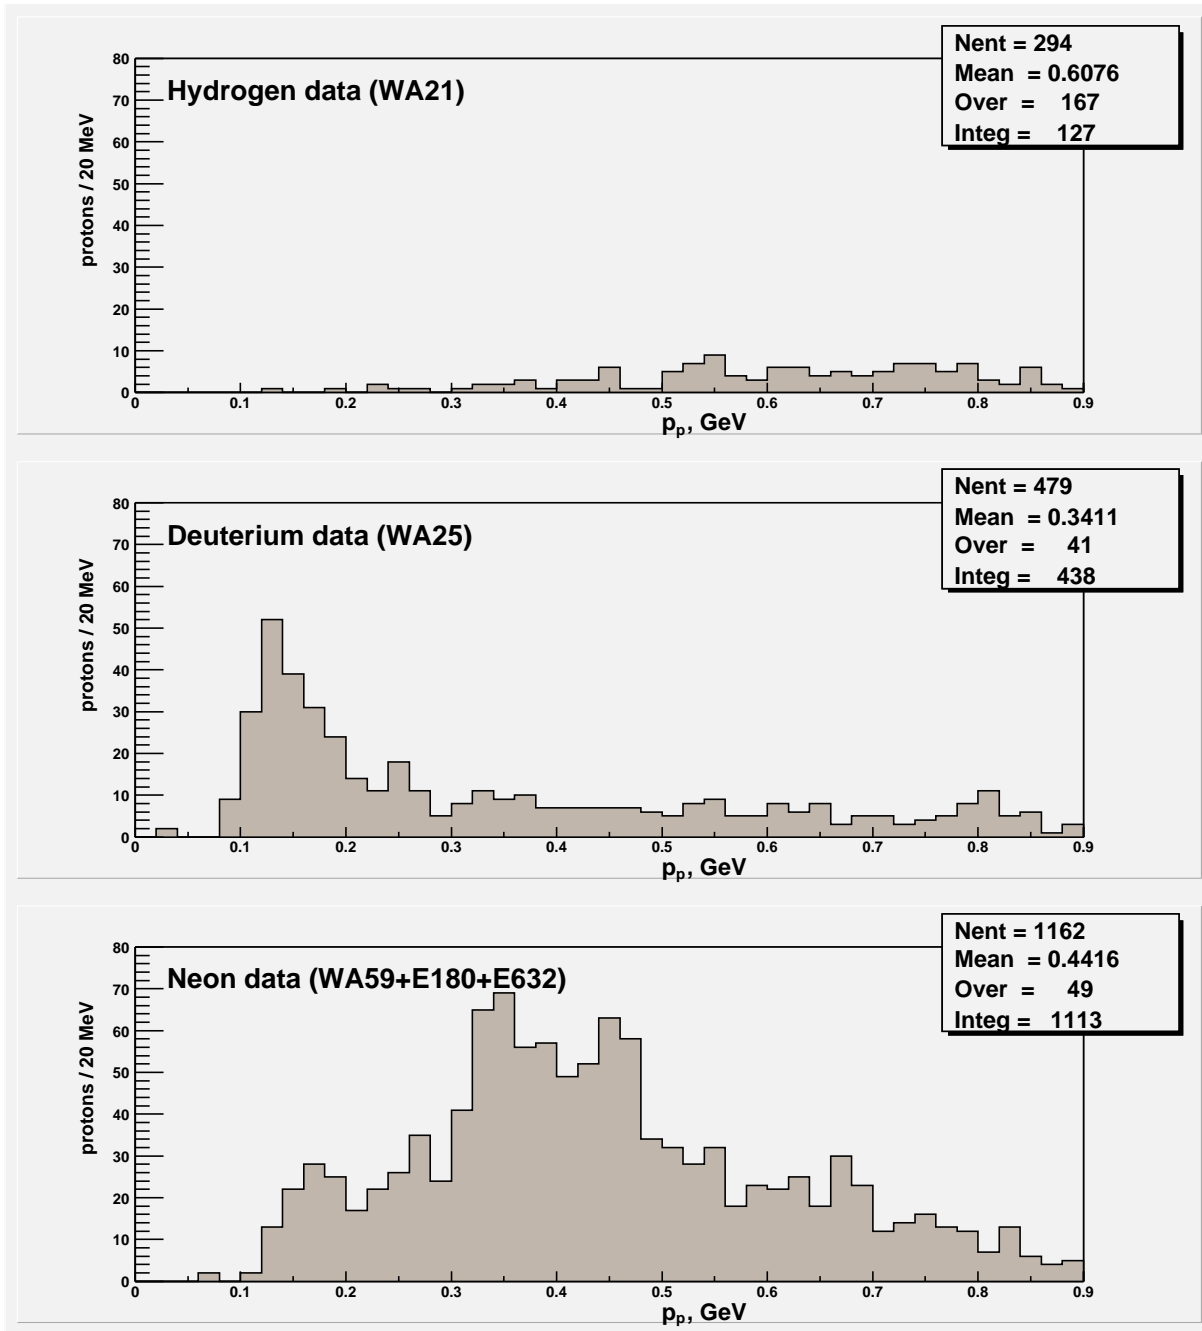 Nent = 294
Mean = 0.6076
Over = 167
Integ = 127
Hydrogen data (WA21)
protons / 20 MeV
80
70
60
50
40
30
20
10
0
0 0.1 0.2 0.3 0.4 0.5 0.6 0.7 0.8 0.9
pp, GeV
Nent = 479
Mean = 0.3411
Over = 41
Integ = 438
Deuterium data (WA25)
protons / 20 MeV
80
70
60
50
40
30
20
10
0
0 0.1 0.2 0.3 0.4 0.5 0.6 0.7 0.8 0.9
pp, GeV
Nent = 1162
Mean = 0.4416
Over = 49
Integ = 1113
Neon data (WA59+E180+E632)
protons / 20 MeV
80
70
60
50
40
30
20
10
0
0 0.1 0.2 0.3 0.4 0.5 0.6 0.7 0.8 0.9
pp, GeV